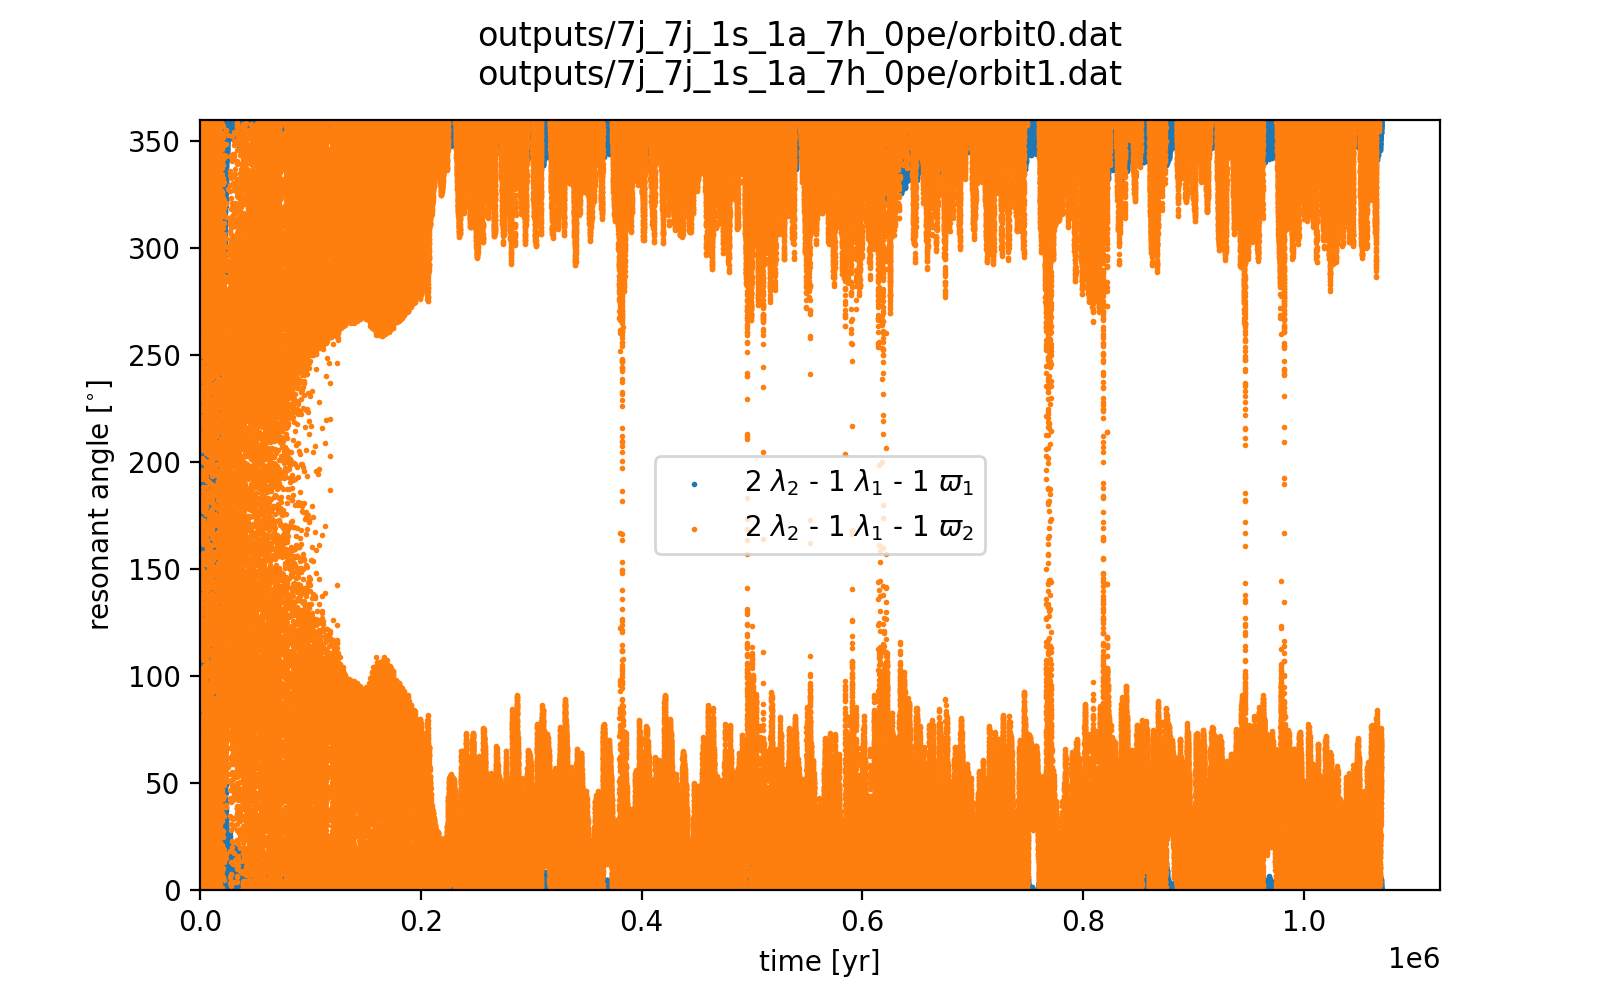 outputs/7j_7j_1s_1a_7h_0pe/orbit0.dat
outputs/7j_7j_1s_1a_7h_0pe/orbit1.dat
350
300
250
200
150
100
50
0
resonant angle [°]
2 λ₂ - 1 λ₁ - 1 ϖ₁
2 λ₂ - 1 λ₁ - 1 ϖ₂
0.0 0.2 0.4 0.6 0.8 1.0
time [yr]
1e6